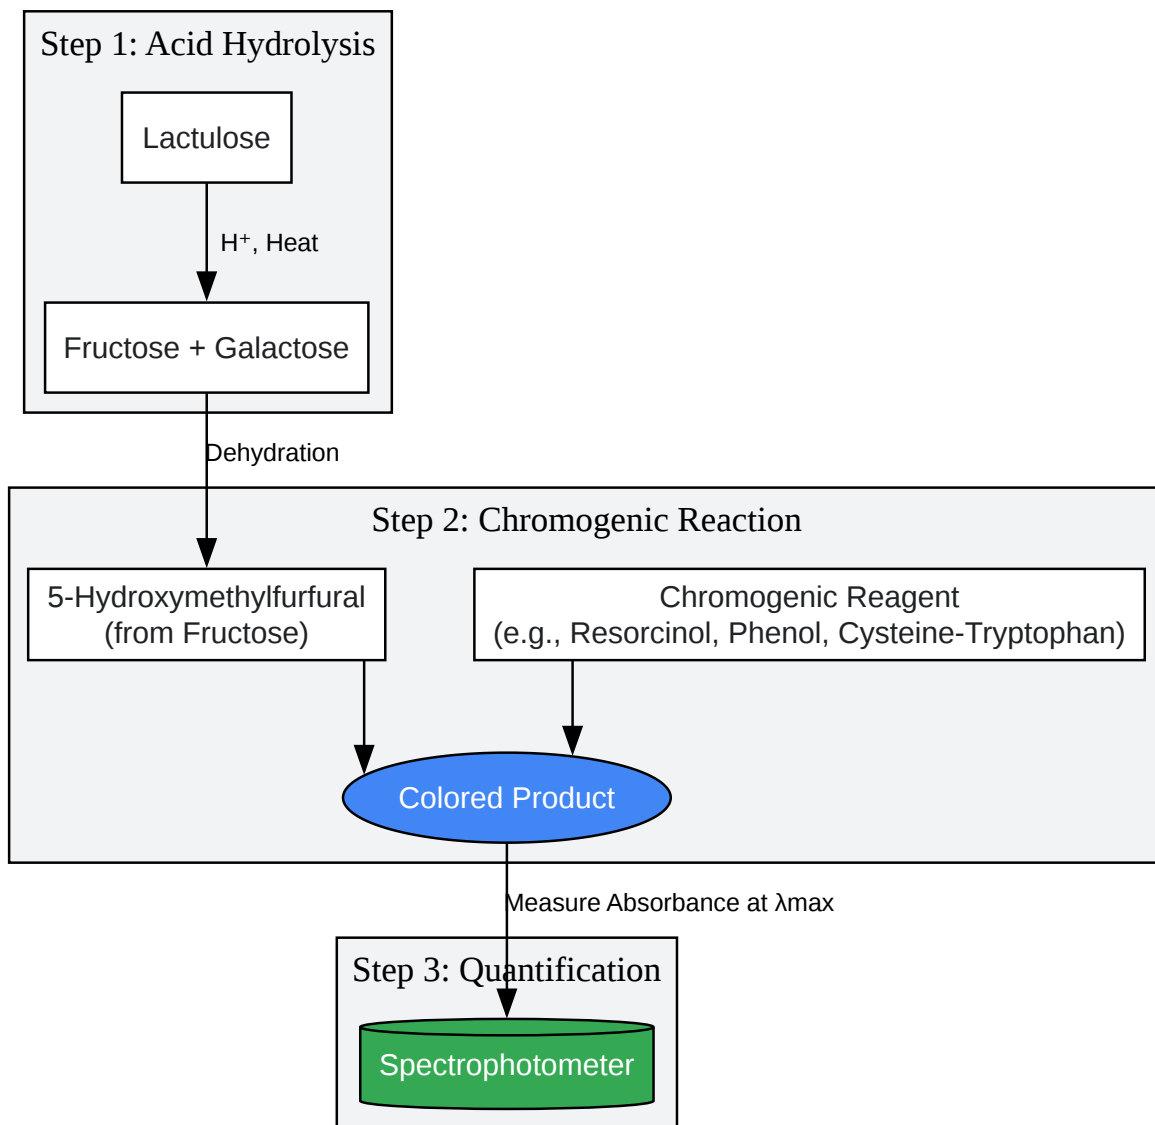 Step 1: Acid Hydrolysis
Lactulose
H⁺, Heat
Fructose + Galactose
Dehydration
Step 2: Chromogenic Reaction
5-Hydroxymethylfurfural
(from Fructose)
Chromogenic Reagent
(e.g., Resorcinol, Phenol, Cysteine-Tryptophan)
Colored Product
Measure Absorbance at λmax
Step 3: Quantification
Spectrophotometer